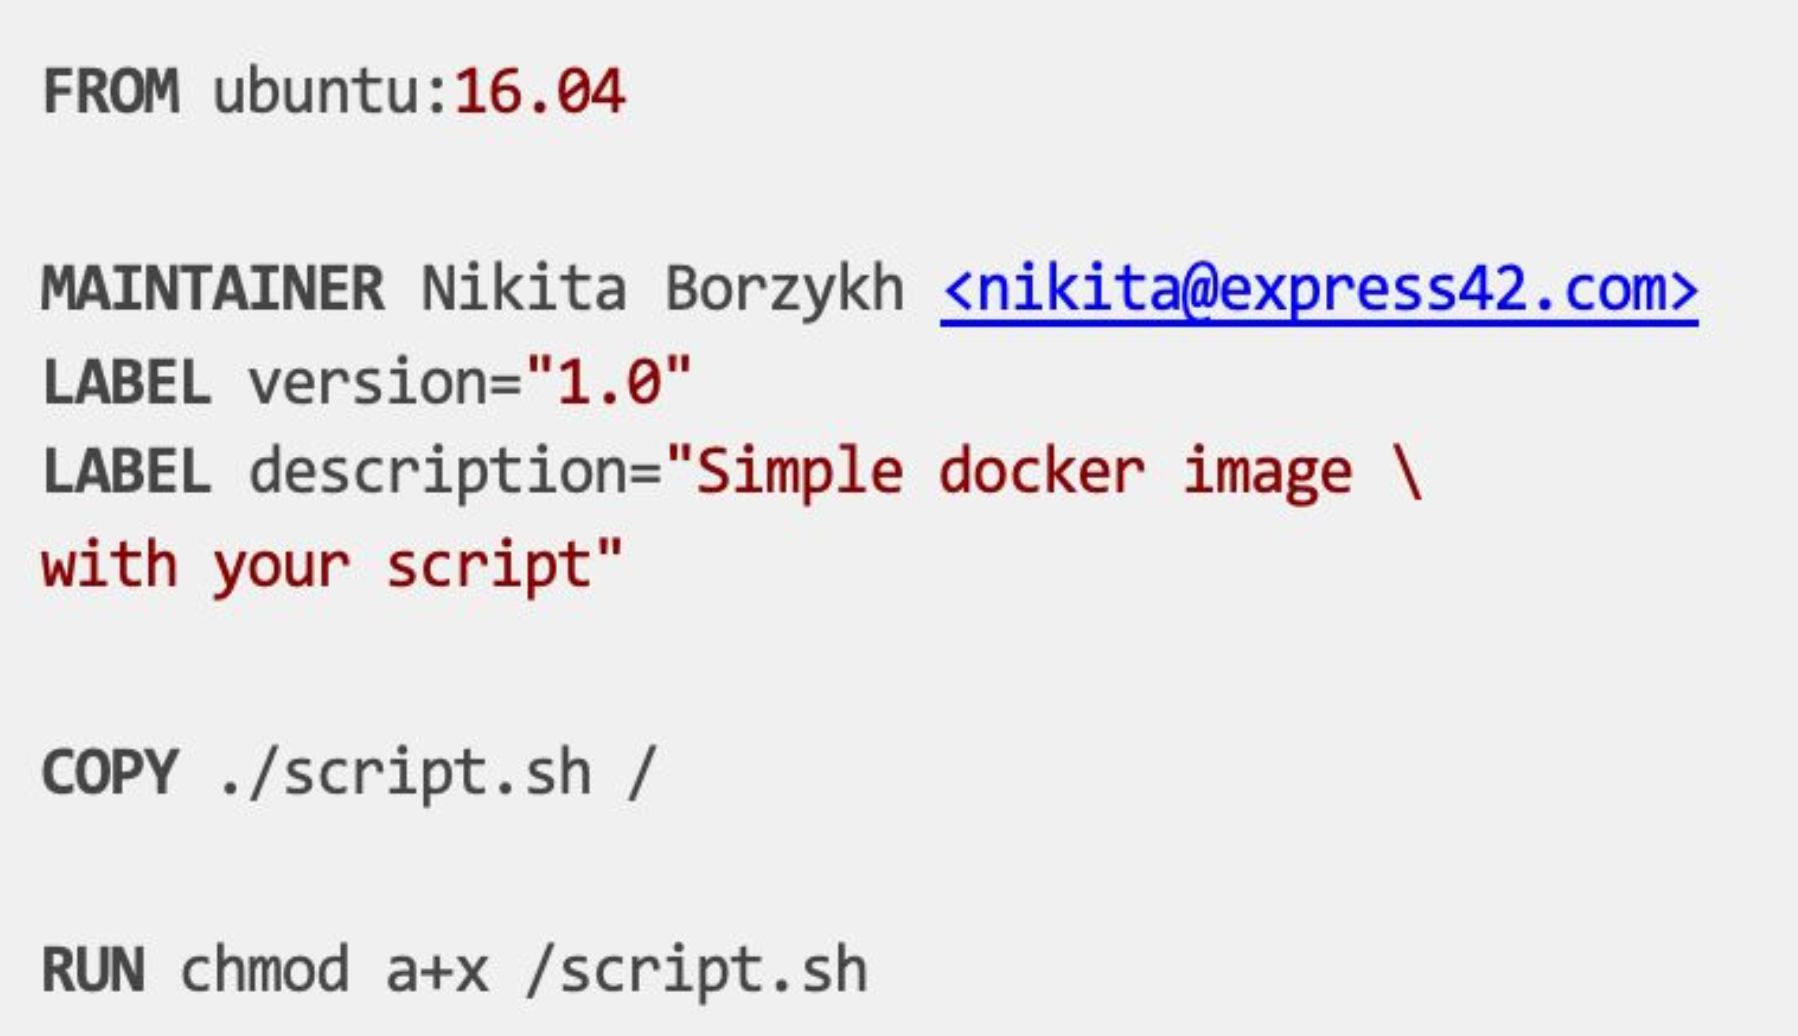 FROM ubuntu:16.04
MAINTAINER Nikita Borzykh <nikita@express42.com>
LABEL version="1.0"
LABEL description="Simple docker image \
with your script"
COPY ./script.sh /
RUN chmod a+x /script.sh